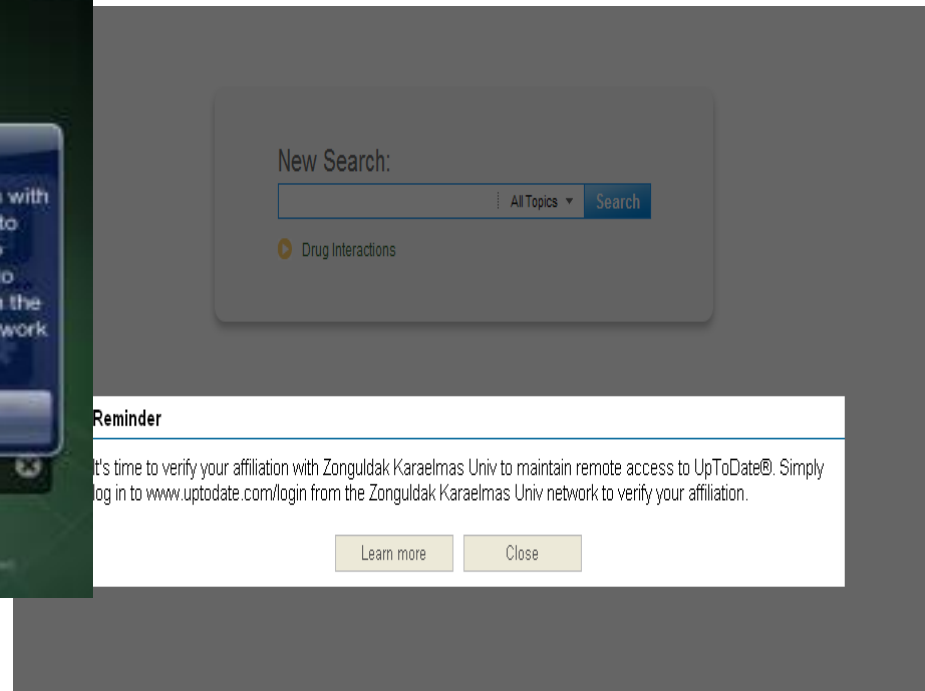 with
to
the
work
New Search:
All Topics
Search
Drug Interactions
Reminder
It's time to verify your affiliation with Zonguldak Karaelmas Univ to maintain remote access to UpToDate®. Simply
log in to www.uptodate.com/login from the Zonguldak Karaelmas Univ network to verify your affiliation.
Learn more
Close